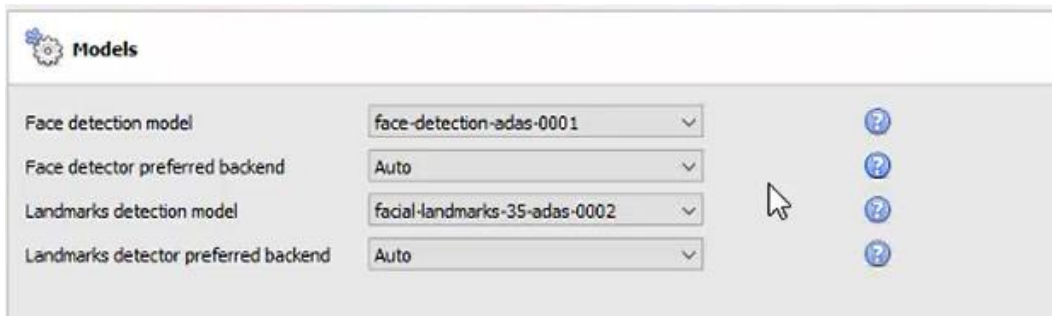 Models
Face detection model face-detection-adas-0001
Face detector preferred backend Auto
Landmarks detection model facial-landmarks-35-adas-0002
Landmarks detector preferred backend Auto